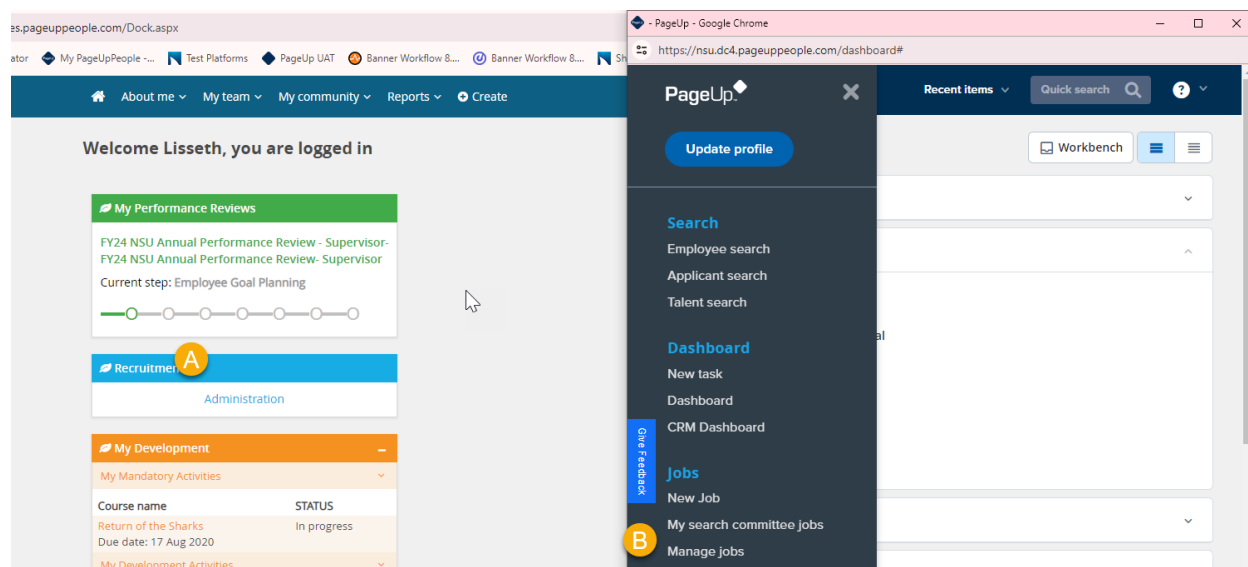 es.pageuppeople.com/Dock.aspx
ator My PageUpPeople -... Test Platforms PageUp UAT Banner Workflow 8.... Banner Workflow 8.... Sh
About me My team My community Reports Create
Welcome Lisseth, you are logged in
My Performance Reviews
FY24 NSU Annual Performance Review - Supervisor-
FY24 NSU Annual Performance Review- Supervisor
Current step: Employee Goal Planning
A
Recruitmen
Administration
My Development
My Mandatory Activities
Course name STATUS
Return of the Sharks In progress
Due date: 17 Aug 2020
My Development Activities
- PageUp - Google Chrome
https://nsu.dc4.pageuppeople.com/dashboard#
PageUp.
Recent items Quick search ?
Update profile
Workbench
Search
Employee search
Applicant search
Talent search
al
Dashboard
New task
Dashboard
CRM Dashboard
Give Feedback
Jobs
New Job
My search committee jobs
B
Manage jobs